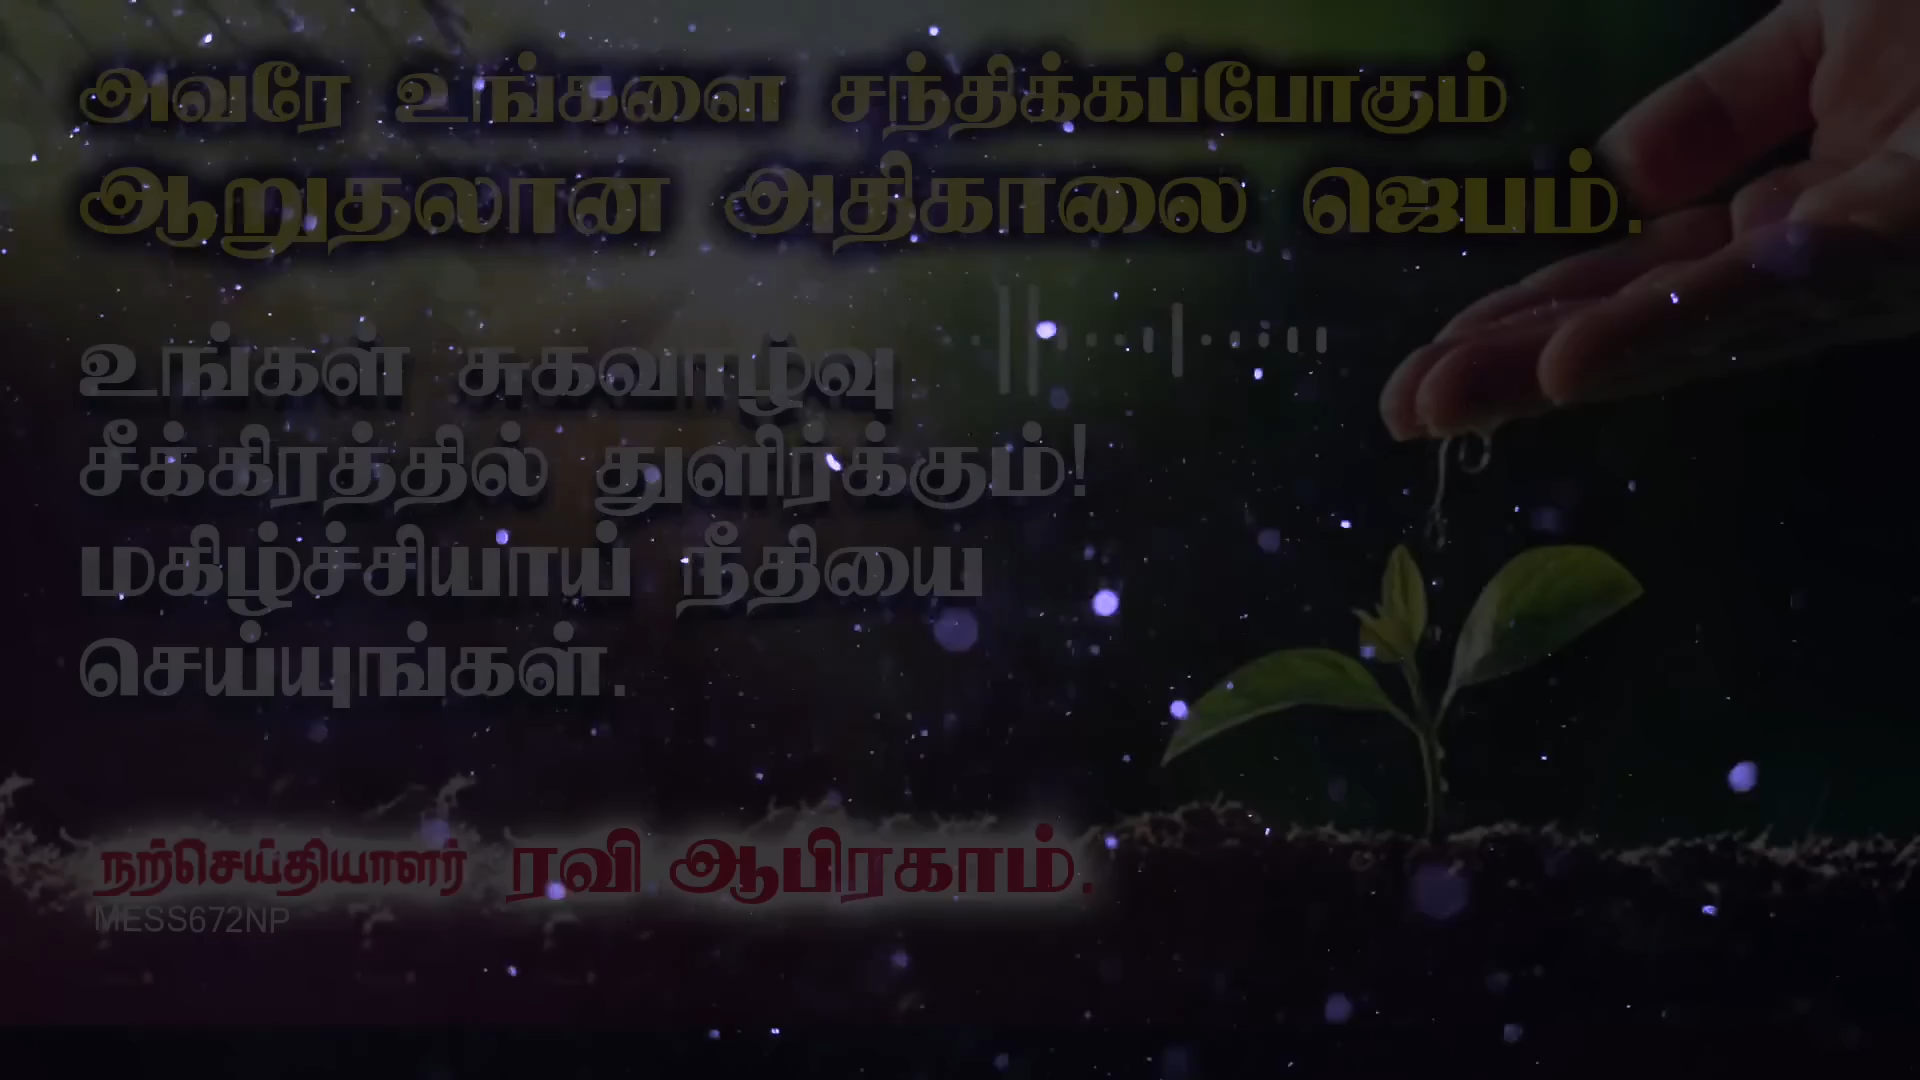 அவரே உங்களை சந்திக்கப்போகும்
ஆறுதலான அதிகாலை ஜெபம்.
உங்கள் சுகவாழ்வு
சீக்கிரத்தில் துளிர்க்கும்!
மகிழ்ச்சியாய் நீதியை
செய்யுங்கள்.
நற்செய்தியாளர் ரவி ஆபிரகாம்.
MESS672NP